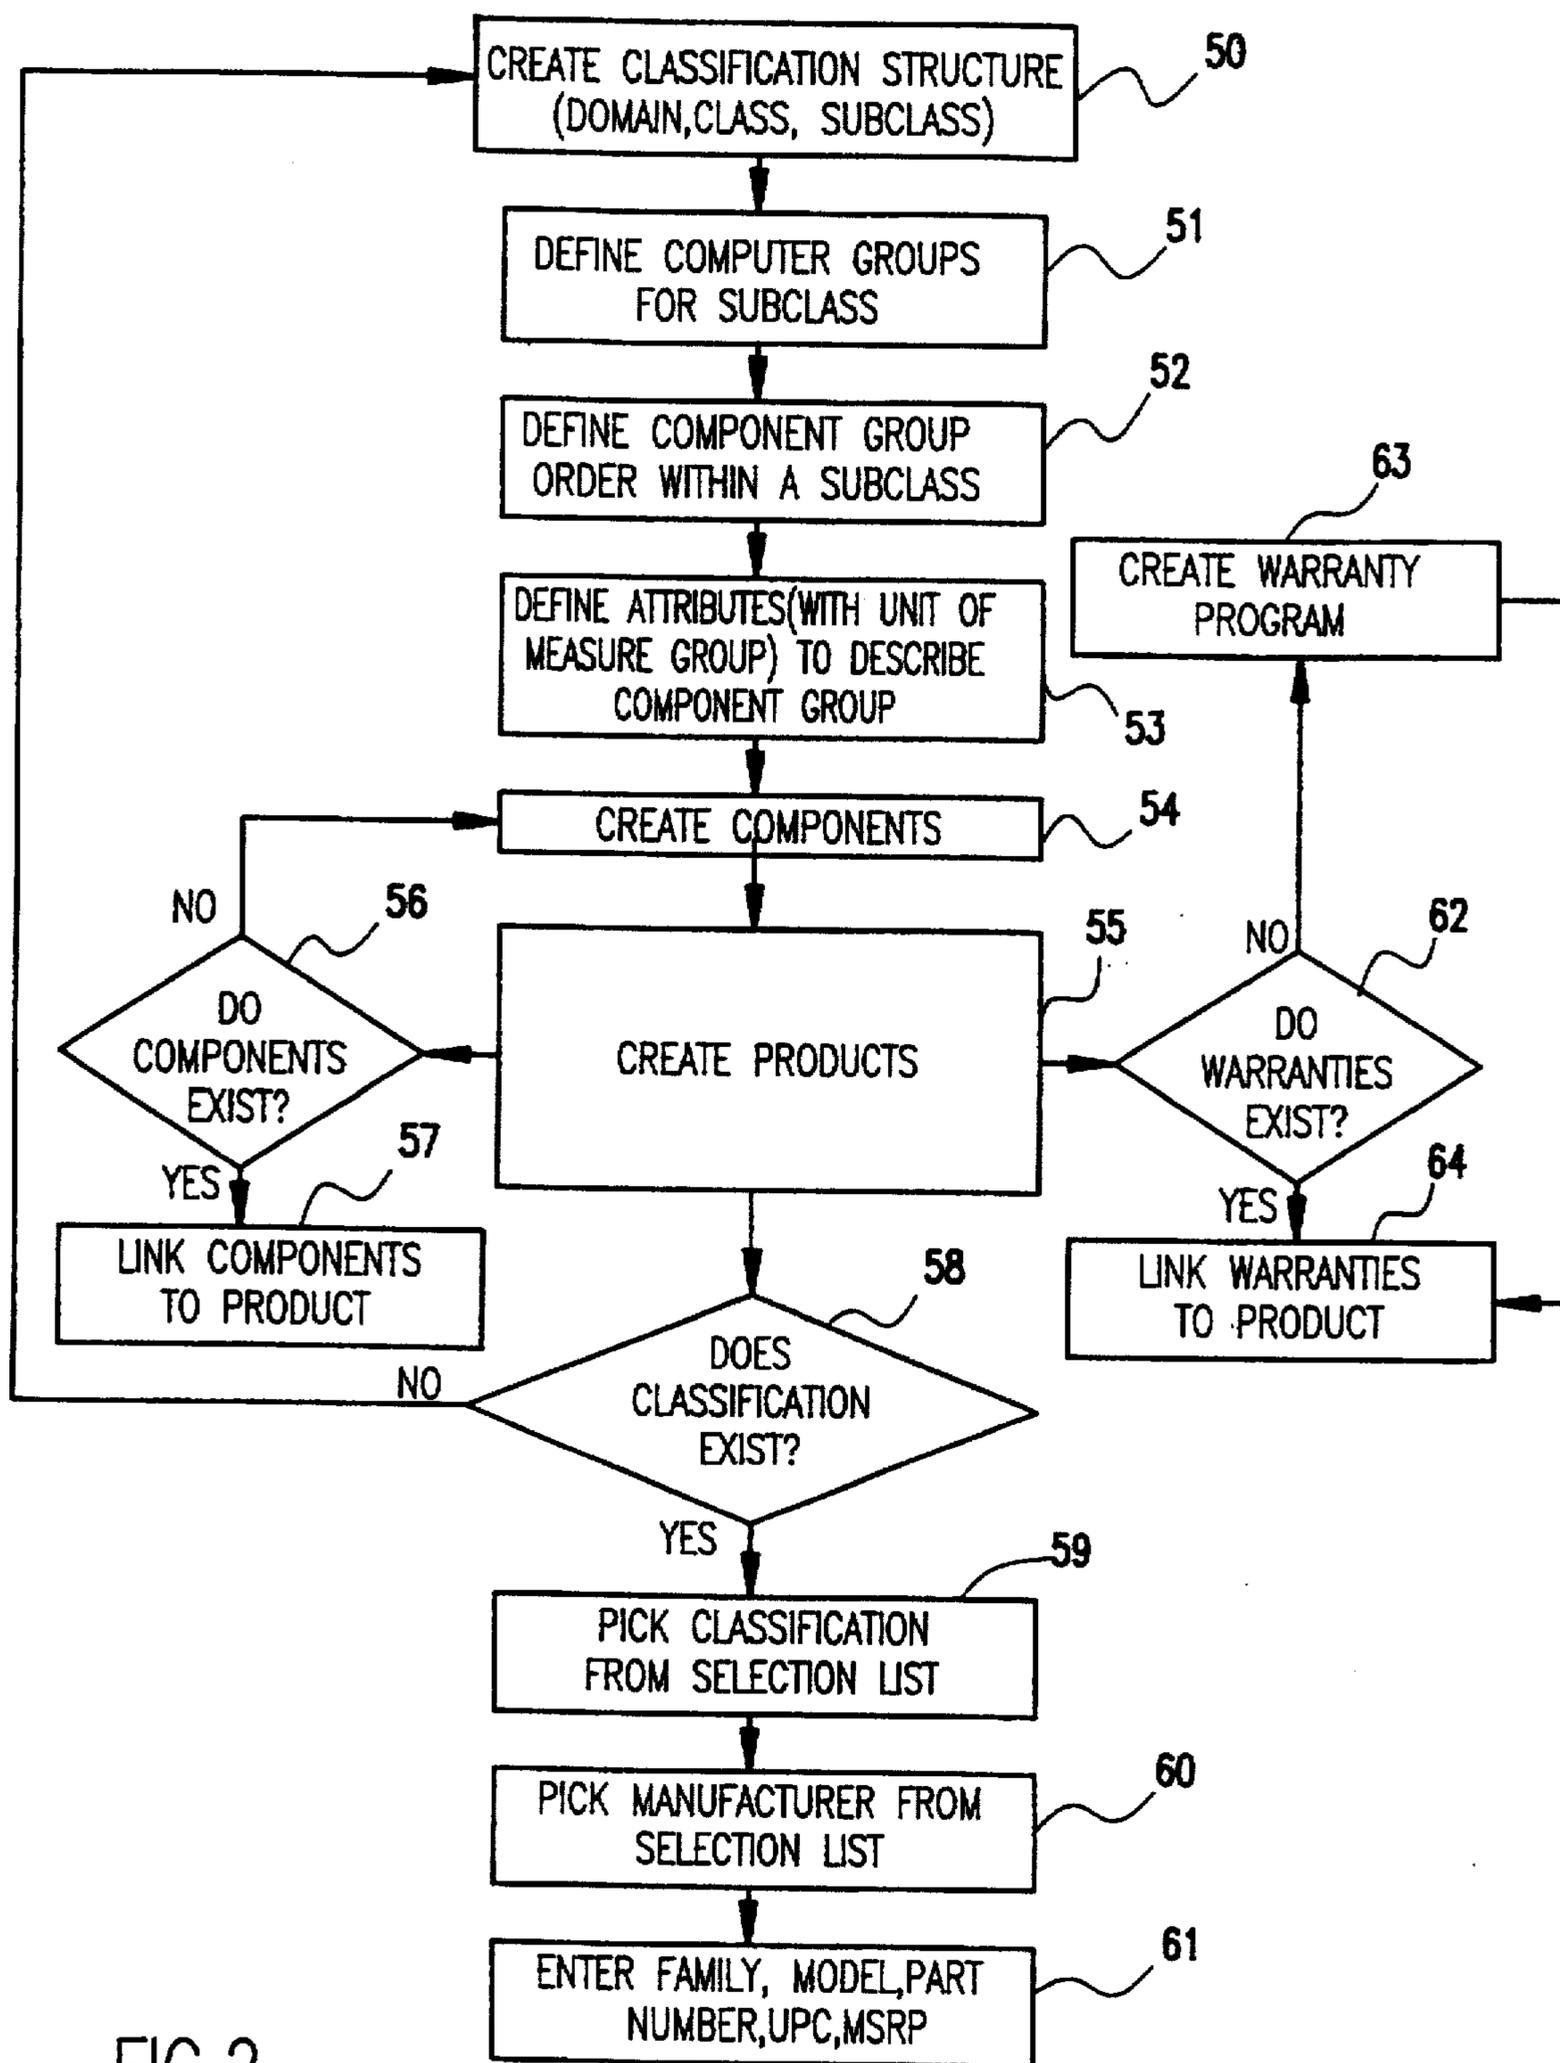 CREATE CLASSIFICATION STRUCTURE
(DOMAIN,CLASS, SUBCLASS)
50
DEFINE COMPUTER GROUPS
FOR SUBCLASS
51
DEFINE COMPONENT GROUP
ORDER WITHIN A SUBCLASS
52
DEFINE ATTRIBUTES(WITH UNIT OF
MEASURE GROUP) TO DESCRIBE
COMPONENT GROUP
53
63
CREATE WARRANTY
PROGRAM
CREATE COMPONENTS
54
NO
56
DO
COMPONENTS
EXIST?
YES
57
LINK COMPONENTS
TO PRODUCT
CREATE PRODUCTS
55
NO
62
DO
WARRANTIES
EXIST?
YES
64
LINK WARRANTIES
TO PRODUCT
58
DOES
CLASSIFICATION
EXIST?
NO
YES
59
PICK CLASSIFICATION
FROM SELECTION LIST
60
PICK MANUFACTURER FROM
SELECTION LIST
61
ENTER FAMILY, MODEL,PART
NUMBER,UPC,MSRP
FIG.2